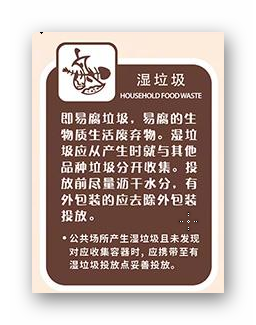 湿垃圾
HOUSEHOLD FOOD WASTE
即易腐垃圾，易腐的生
物质生活废弃物。湿垃
圾应从产生时就与其他
品种垃圾分开收集。投
放前尽量沥干水分，有
外包装的应去除外包装
投放。
• 公共场所产生湿垃圾且未发现
对应收集容器时，应携带至有
湿垃圾投放点妥善投放。